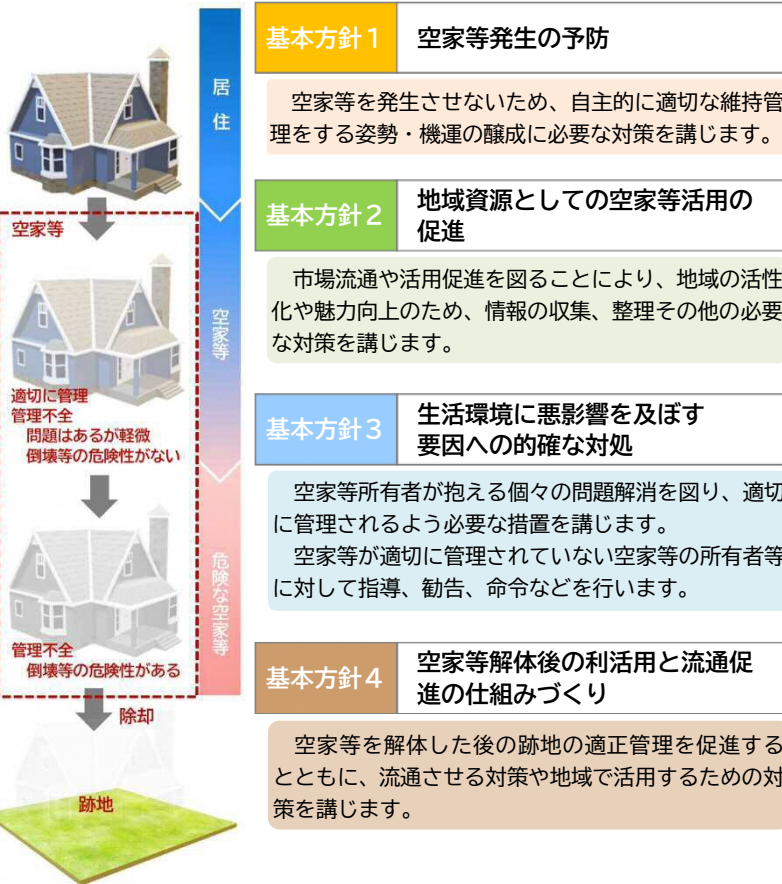 居住
空家等
空家等
適切に管理
管理不全
問題はあるが軽微
倒壊等の危険性がない
危険な空家等
管理不全
倒壊等の危険性がある
除却
跡地
基本方針1 空家等発生の予防
空家等を発生させないため、自主的に適切な維持管
理をする姿勢・機運の醸成に必要な対策を講じます。
基本方針2 地域資源としての空家等活用の
促進
市場流通や活用促進を図ることにより、地域の活性
化や魅力向上のため、情報の収集、整理その他の必要
な対策を講じます。
基本方針3 生活環境に悪影響を及ぼす
要因への的確な対処
空家等所有者が抱える個々の問題解消を図り、適切
に管理されるよう必要な措置を講じます。
空家等が適切に管理されていない空家等の所有者等
に対して指導、勧告、命令などを行います。
基本方針4 空家等解体後の利活用と流通促
進の仕組みづくり
空家等を解体した後の跡地の適正管理を促進する
とともに、流通させる対策や地域で活用するための対
策を講じます。